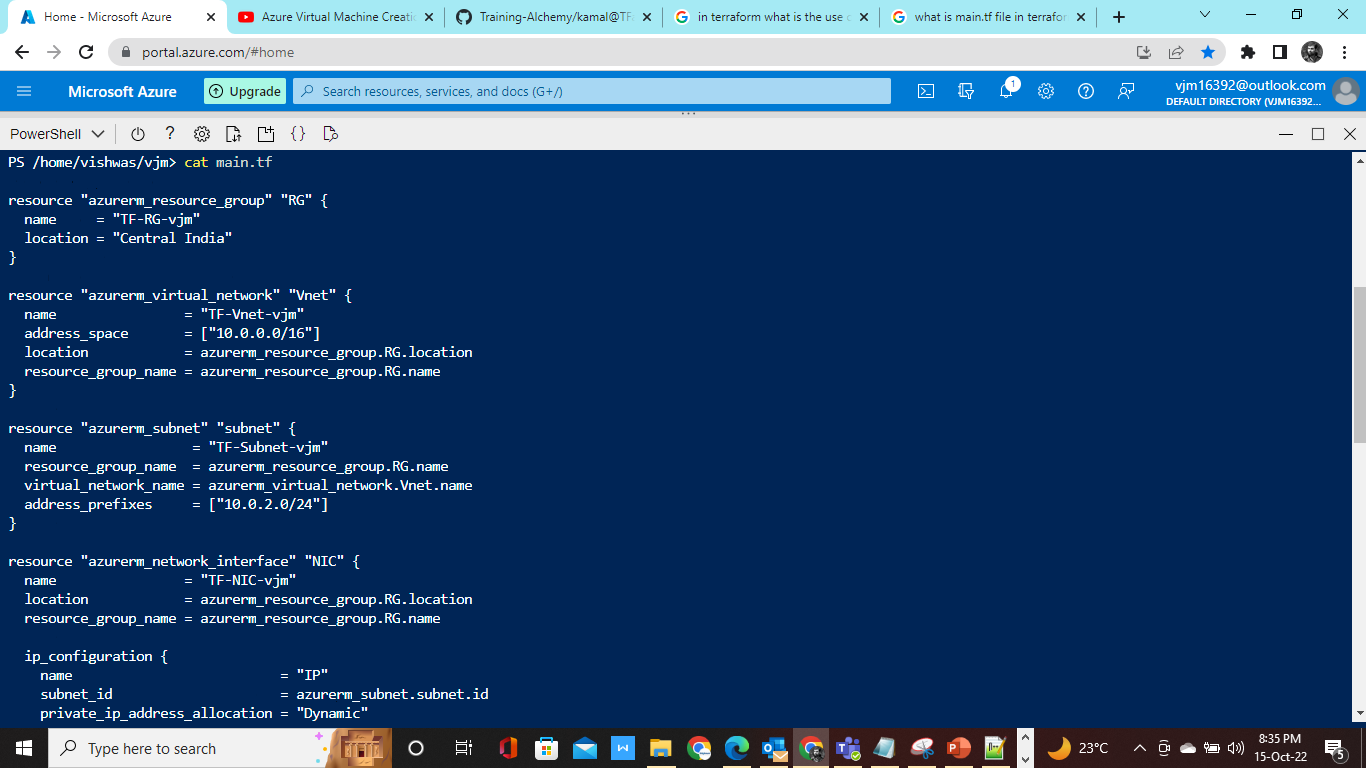 Home - Microsoft Azure
Azure Virtual Machine Creati
Training-Alchemy/kamal@TFA
in terraform what is the use o
what is main.tf file in terrafor
portal.azure.com/#home
Microsoft Azure
Upgrade
Search resources, services, and docs (G+/)
1
vjm16392@outlook.com
DEFAULT DIRECTORY (VJM16392...
PowerShell
PS /home/vishwas/vjm> cat main.tf
resource "azurerm_resource_group" "RG" {
  name     = "TF-RG-vjm"
  location = "Central India"
}
resource "azurerm_virtual_network" "Vnet" {
  name                = "TF-Vnet-vjm"
  address_space       = ["10.0.0.0/16"]
  location            = azurerm_resource_group.RG.location
  resource_group_name = azurerm_resource_group.RG.name
}
resource "azurerm_subnet" "subnet" {
  name                 = "TF-Subnet-vjm"
  resource_group_name  = azurerm_resource_group.RG.name
  virtual_network_name = azurerm_virtual_network.Vnet.name
  address_prefixes     = ["10.0.2.0/24"]
}
resource "azurerm_network_interface" "NIC" {
  name                = "TF-NIC-vjm"
  location            = azurerm_resource_group.RG.location
  resource_group_name = azurerm_resource_group.RG.name
  ip_configuration {
    name                          = "IP"
    subnet_id                     = azurerm_subnet.subnet.id
    private_ip_address_allocation = "Dynamic"
Type here to search
23°C
8:35 PM
15-Oct-22
5